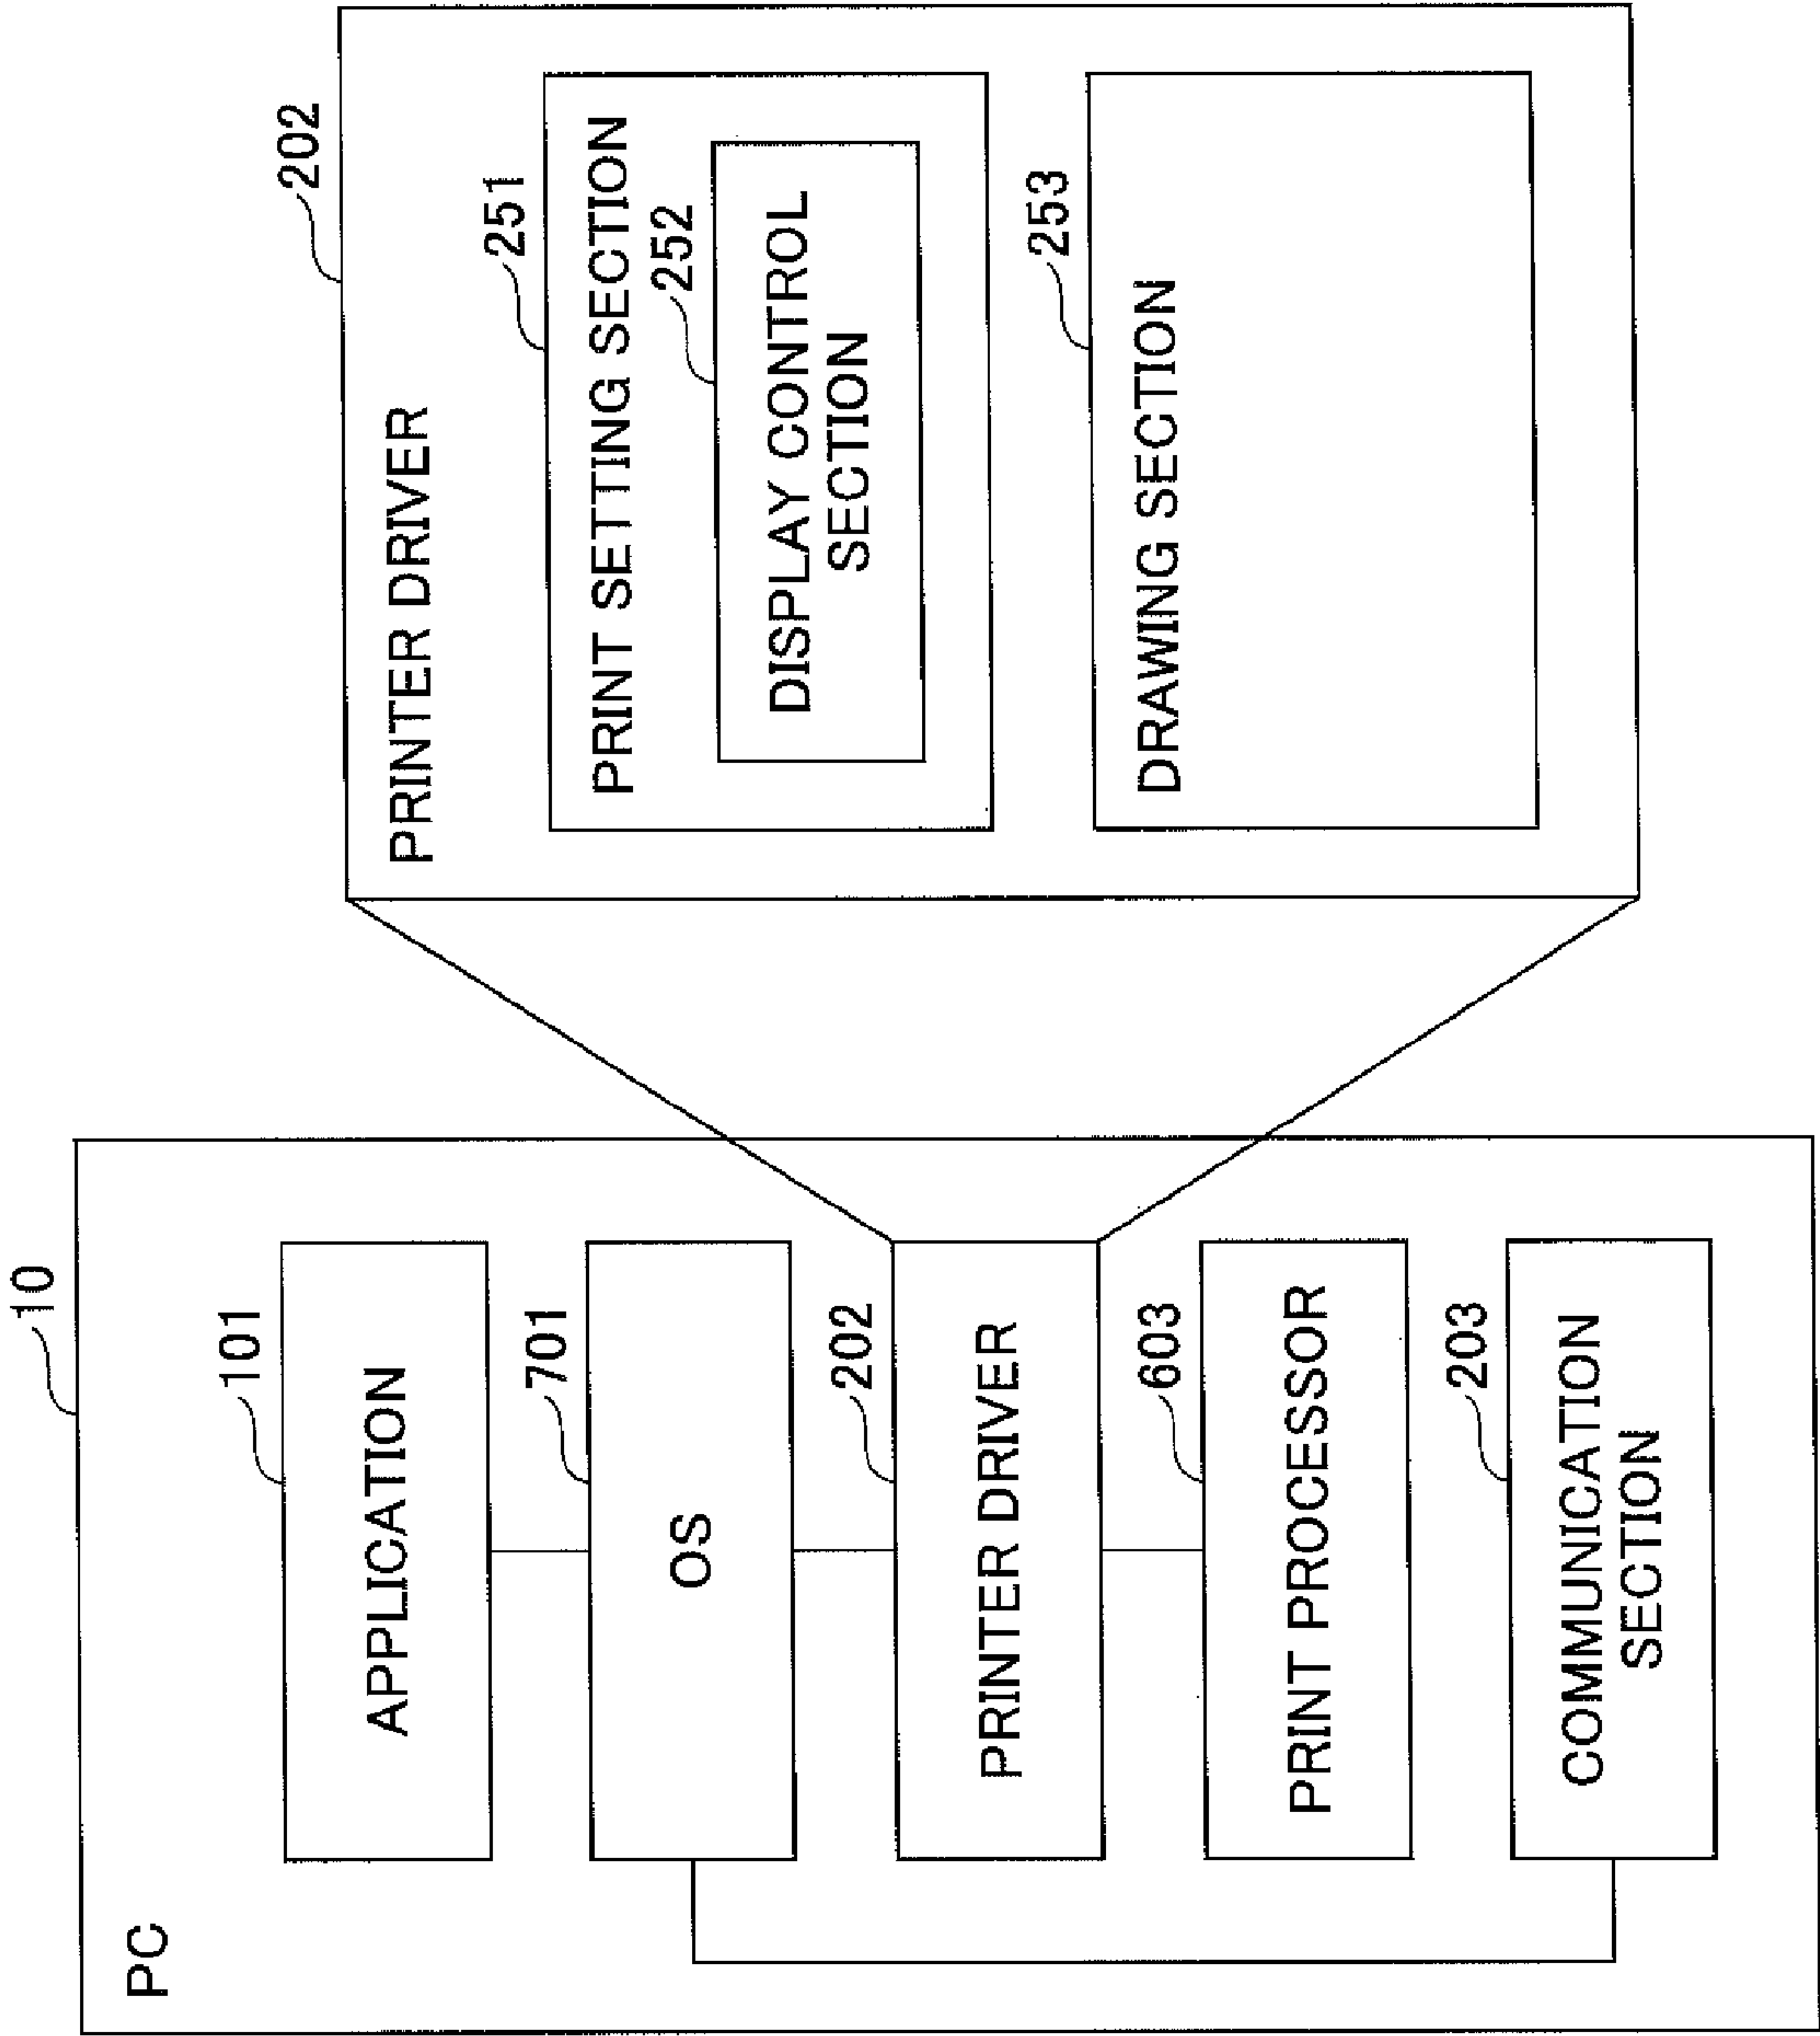 10
PC
101
APPLICATION
701
OS
202
PRINTER DRIVER
603
PRINT PROCESSOR
203
COMMUNICATION
SECTION
202
PRINTER DRIVER
251
PRINT SETTING SECTION
252
DISPLAY CONTROL
SECTION
253
DRAWING SECTION